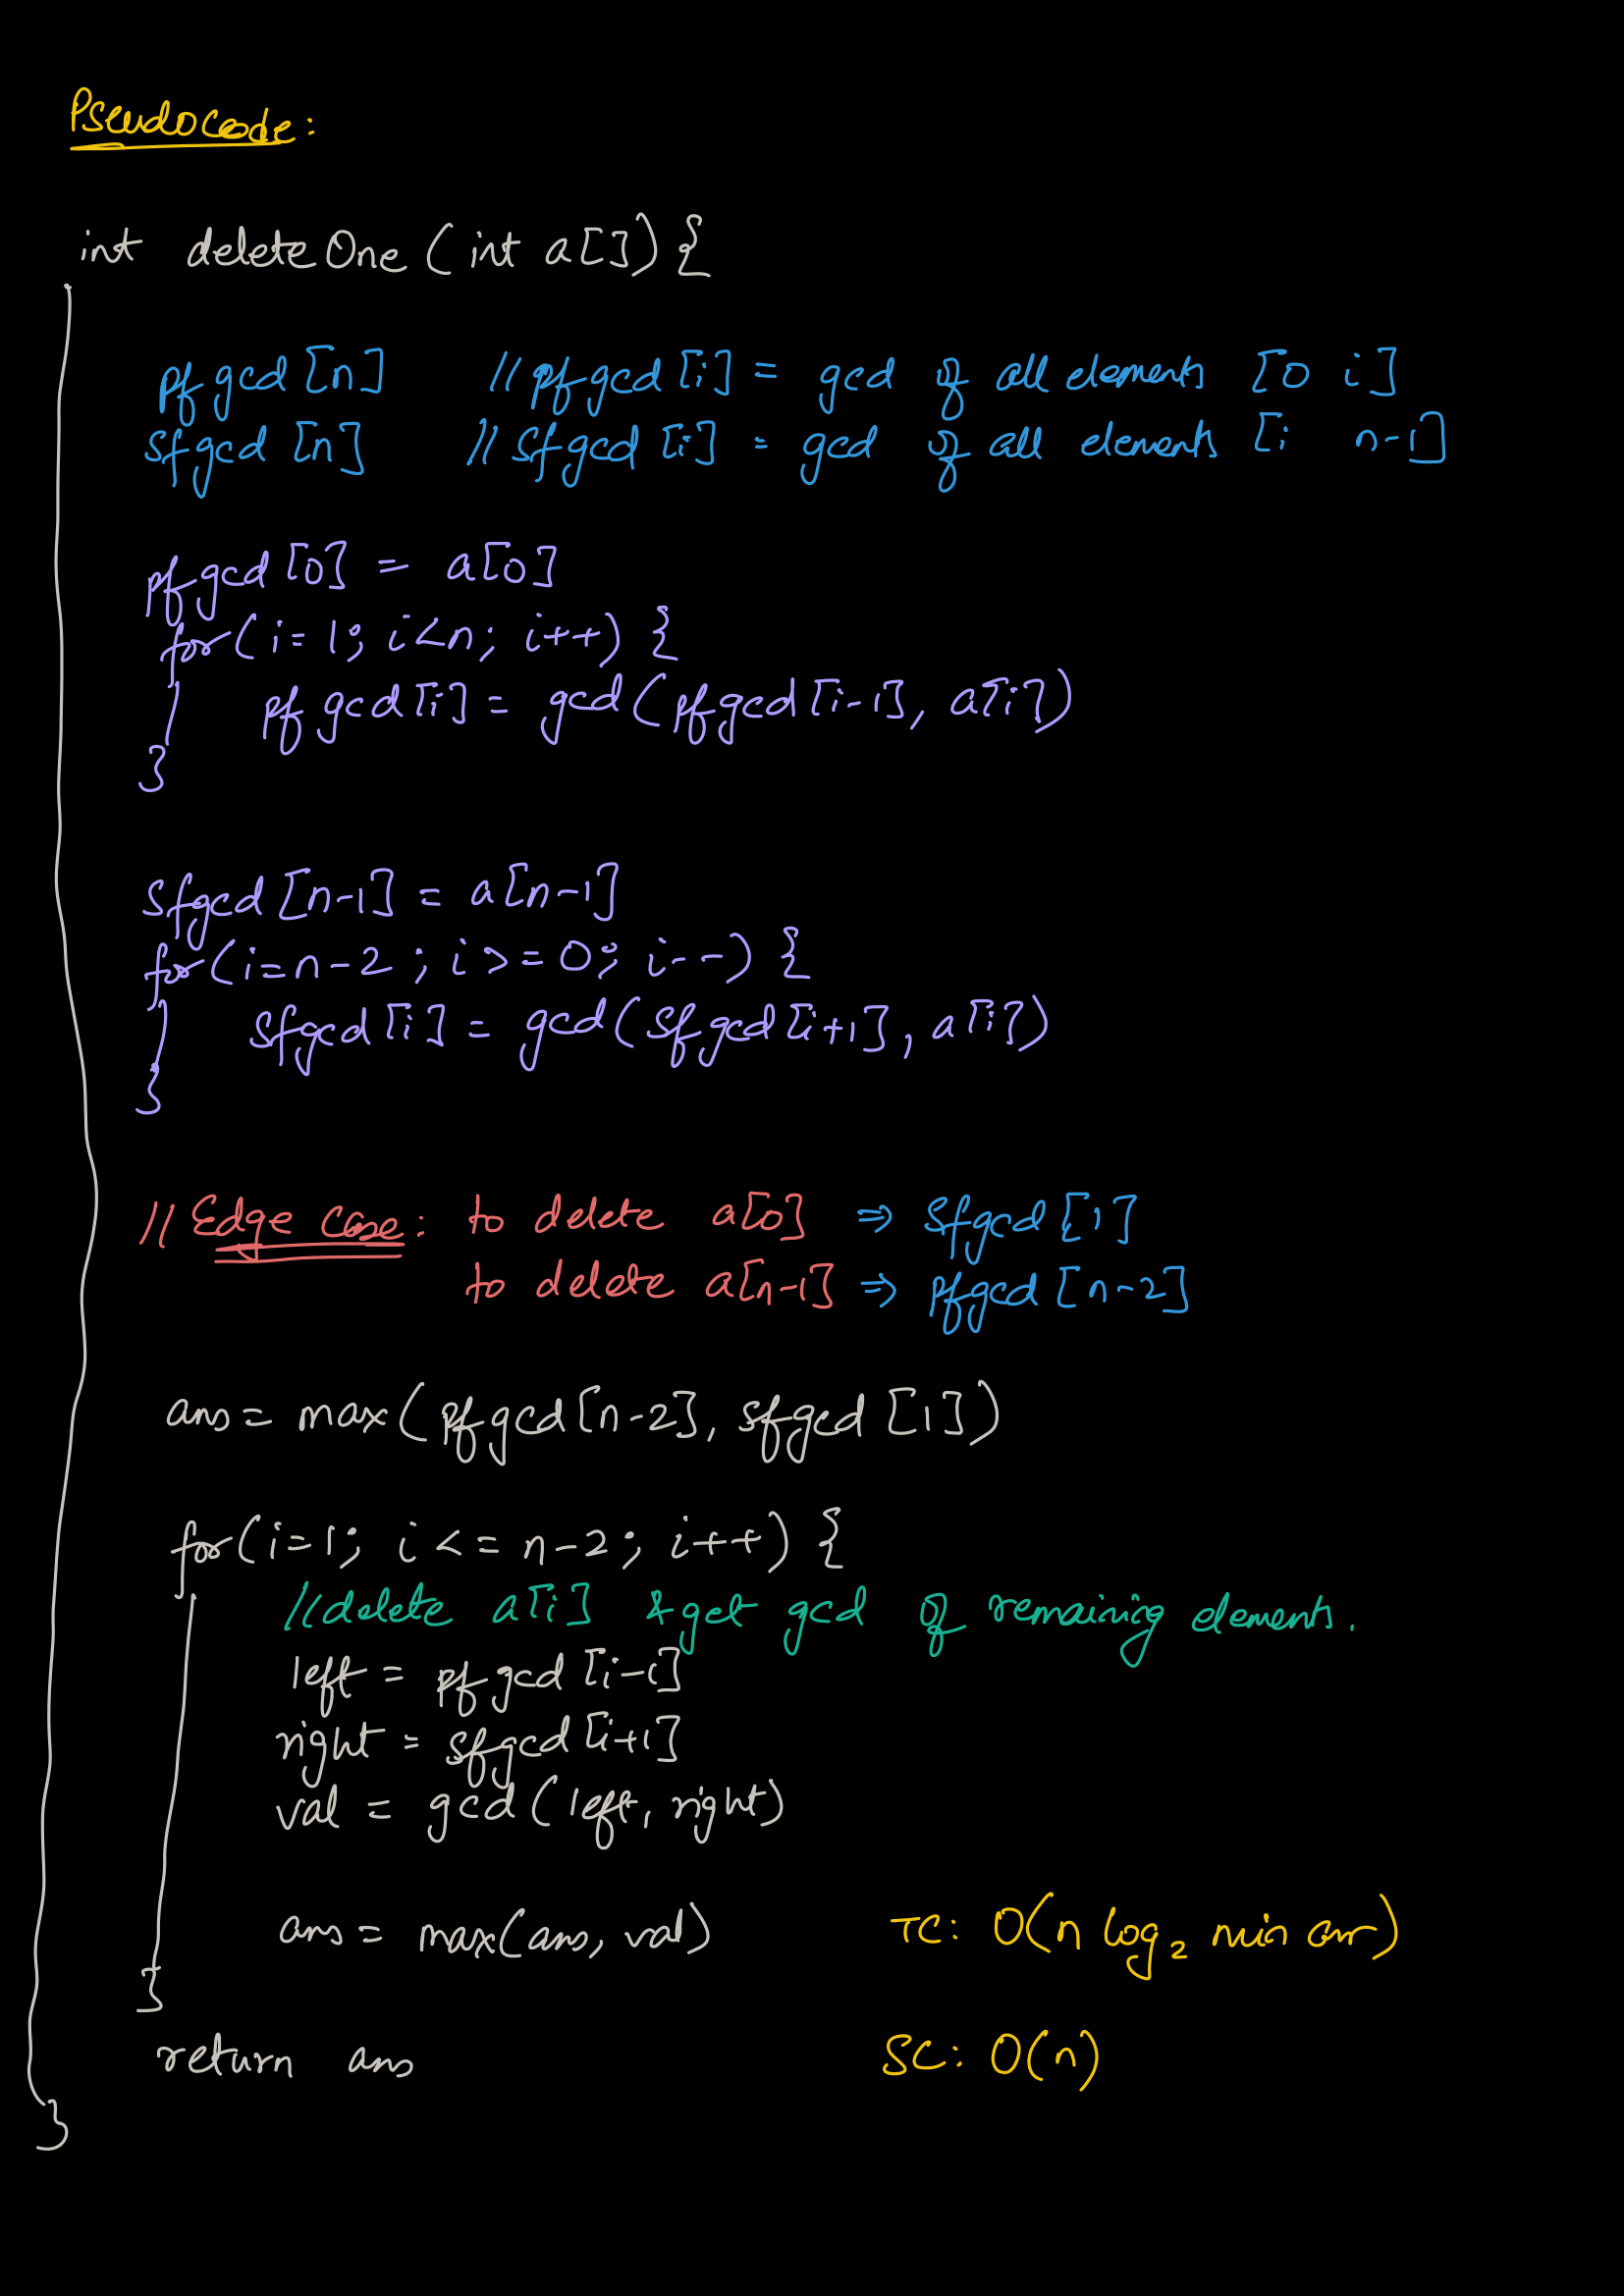 Pseudocode:
int deleteOne (int a[]) {
pfgcd [n] // pfgcd [i] = gcd of all elements [0 i]
sfgcd [n] // sfgcd [i] = gcd of all elements [i n-1]
pfgcd [0] = a[0]
for(i=1; i<n; i++) {
pfgcd[i] = gcd(pfgcd[i-1], a[i])
}
sfgcd [n-1] = a[n-1]
for(i=n-2; i>=0; i--) {
sfgcd[i] = gcd(sfgcd[i+1], a[i])
}
// Edge case: to delete a[0] ⇒ sfgcd [1]
to delete a[n-1] ⇒ pfgcd [n-2]
ans = max(pfgcd[n-2], sfgcd [1])
for(i=1; i<=n-2; i++) {
//delete a[i] & get gcd of remaining elements.
left = pfgcd [i-1]
right = sfgcd [i+1]
val = gcd(left, right)
ans = max(ans, val) TC: O(n log₂ min arr)
}
return ans SC: O(n)
}